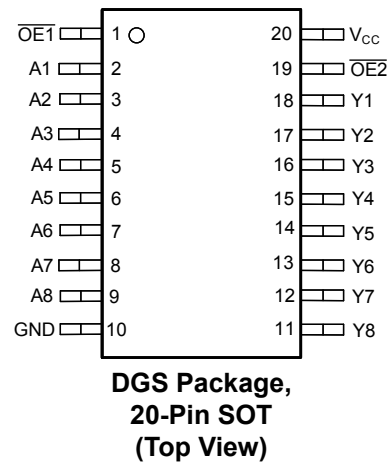 OE1 1 20 VCC
A1 2 19 OE2
A2 3 18 Y1
A3 4 17 Y2
A4 5 16 Y3
A5 6 15 Y4
A6 7 14 Y5
A7 8 13 Y6
A8 9 12 Y7
GND 10 11 Y8
DGS Package,
20-Pin SOT
(Top View)